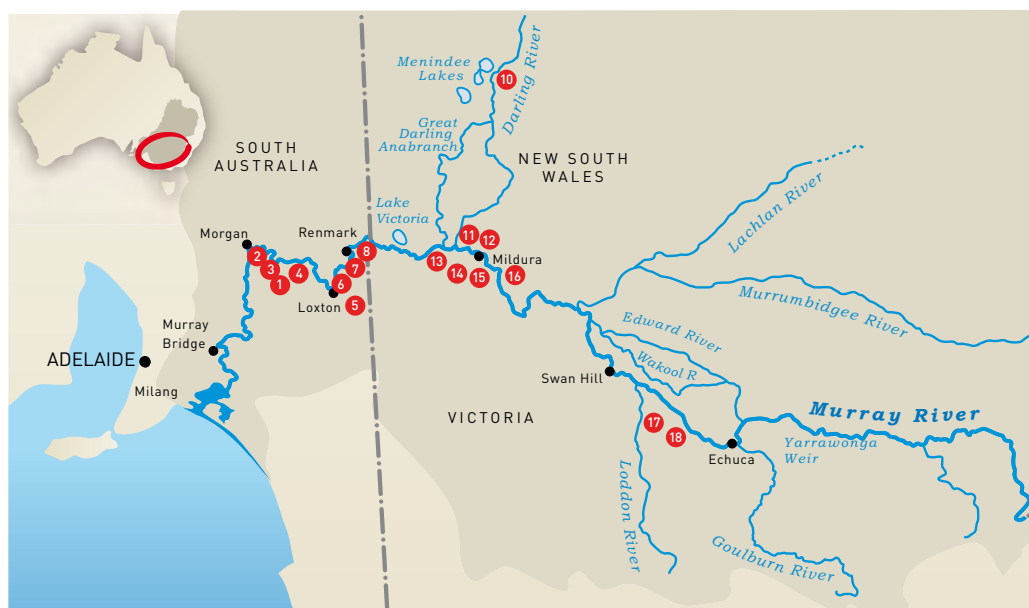 Menindee
Lakes
10
Darling River
Great
Darling
Anabranch
SOUTH
AUSTRALIA
NEW SOUTH
WALES
Lachlan River
Lake
Victoria
Morgan
Renmark
11
12
2
8
13
Mildura
3
7
14
15
16
1
4
6
Loxton
5
Murrumbidgee River
Murray
Bridge
Edward River
ADELAIDE
Wakool R
Milang
Swan Hill
VICTORIA
Murray River
17
18
Echuca
Yarrawonga
Weir
Loddon River
Goulburn River